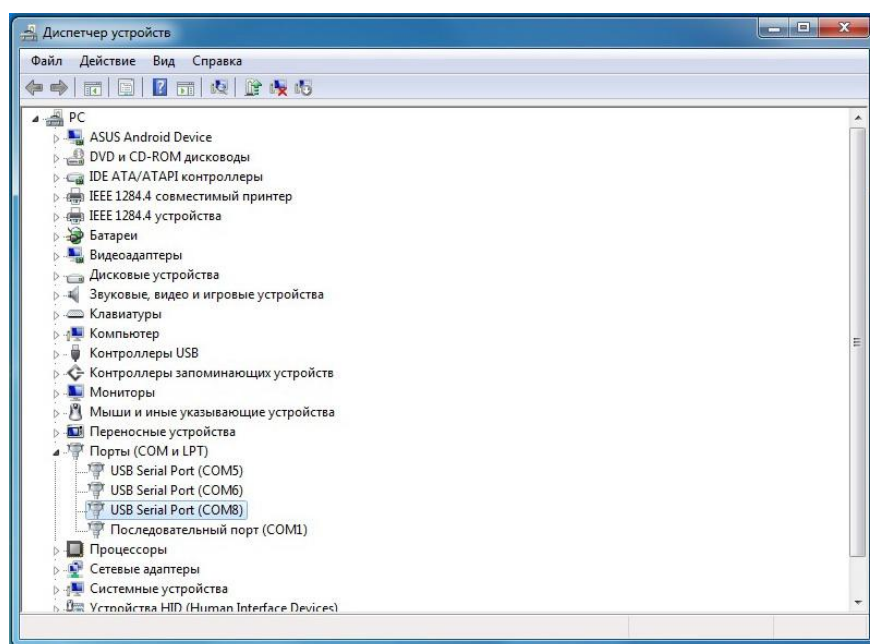 Диспетчер устройств
Файл Действие Вид Справка
PC
ASUS Android Device
DVD и CD-ROM дисководы
IDE ATA/ATAPI контроллеры
IEEE 1284.4 совместимый принтер
IEEE 1284.4 устройства
Батареи
Видеоадаптеры
Дисковые устройства
Звуковые, видео и игровые устройства
Клавиатуры
Компьютер
Контроллеры USB
Контроллеры запоминающих устройств
Мониторы
Мыши и иные указывающие устройства
Переносные устройства
Порты (COM и LPT)
USB Serial Port (COM5)
USB Serial Port (COM6)
USB Serial Port (COM8)
Последовательный порт (COM1)
Процессоры
Сетевые адаптеры
Системные устройства
Устройства HID (Human Interface Devices)